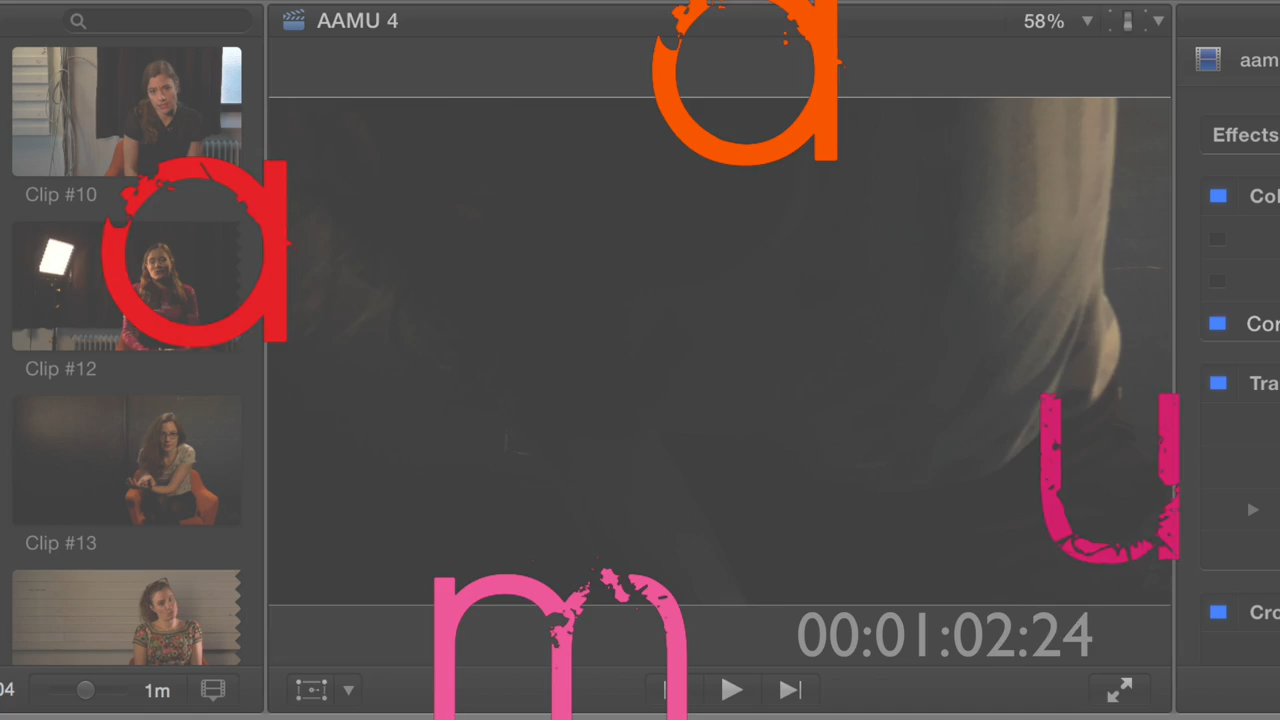 AAMU 4
58%
aam
Effects
Clip #10
Col
a
a
Clip #12
Cor
Tra
u
Clip #13
m
00:01:02:24
Cro
04
1m